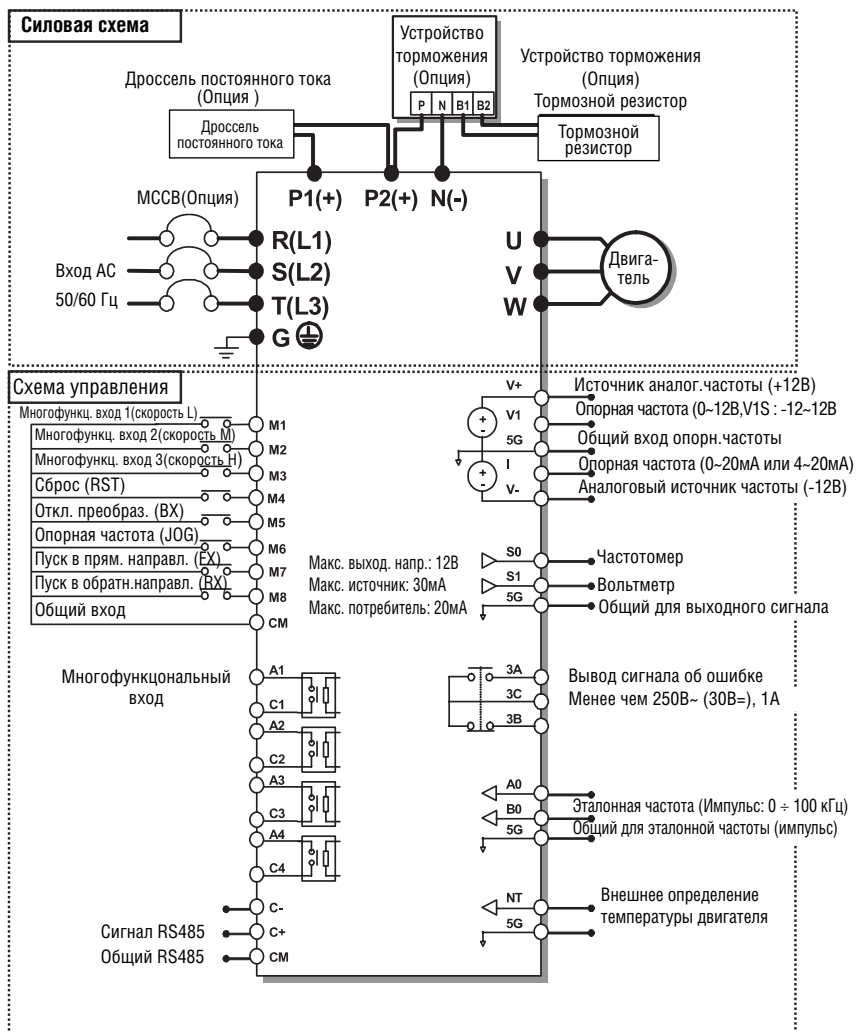 Силовая схема
Устройство
торможения
(Опция)
P N B1 B2
Устройство торможения
(Опция)
Тормозной резистор
Тормозной
резистор
Дроссель постоянного тока
(Опция )
Дроссель
постоянного тока
МССВ(Опция)
P1(+) P2(+) N(-)
R(L1)
Вход АС
S(L2)
50/60 Гц
T(L3)
G
U
V
W
Двига-
тель
Схема управления
Многофункц. вход 1(скорость L)
M1
Многофункц. вход 2(скорость M)
M2
Многофункц. вход 3(скорость H)
M3
Сброс (RST)
M4
Откл. преобраз. (BX)
M5
Опорная частота (JOG)
M6
Пуск в прям. направл. (FX)
M7
Пуск в обратн.направл. (RX)
M8
Общий вход
CM
V+
Источник аналог.частоты (+12В)
V1
Опорная частота (0~12В,V1S : -12~12В
5G
Общий вход опорн.частоты
I
Опорная частота (0~20мА или 4~20мА)
V-
Аналоговый источник частоты (-12В)
+
-
+
-
Макс. выход. напр.: 12В
Макс. источник: 30мА
Макс. потребитель: 20мА
S0
Частотомер
S1
Вольтметр
5G
Общий для выходного сигнала
Многофункцональный
вход
A1
C1
A2
C2
A3
C3
A4
C4
3A
3C
3B
Вывод сигнала об ошибке
Менее чем 250В~ (30В=), 1А
A0
B0
5G
Эталонная частота (Импульс: 0 ÷ 100 кГц)
Общий для эталонной частоты (импульс)
NT
5G
Внешнее определение
температуры двигателя
C-
Сигнал RS485
C+
Общий RS485
CM